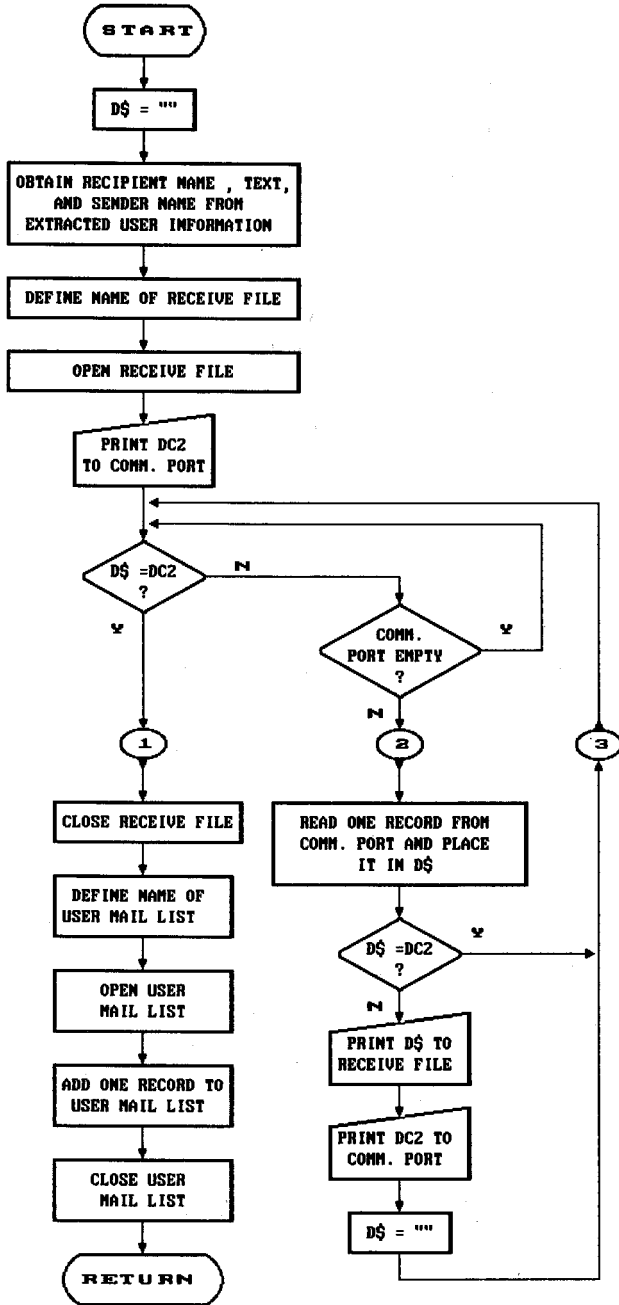 START
D$ = ""
OBTAIN RECIPIENT NAME , TEXT,
AND SENDER NAME FROM
EXTRACTED USER INFORMATION
DEFINE NAME OF RECEIVE FILE
OPEN RECEIVE FILE
PRINT DC2
TO COMM. PORT
D$ =DC2
?
N
Y
COMM.
PORT EMPTY
?
Y
N
1
2
3
CLOSE RECEIVE FILE
DEFINE NAME OF
USER MAIL LIST
OPEN USER
MAIL LIST
ADD ONE RECORD TO
USER MAIL LIST
CLOSE USER
MAIL LIST
RETURN
READ ONE RECORD FROM
COMM. PORT AND PLACE
IT IN D$
D$ =DC2
?
Y
N
PRINT D$ TO
RECEIVE FILE
PRINT DC2 TO
COMM. PORT
D$ = ""